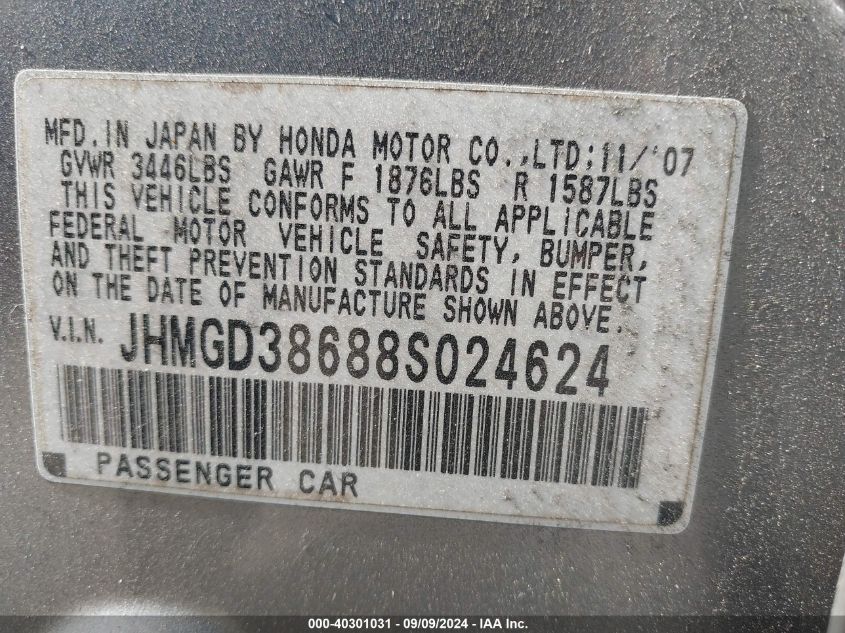 MFD. IN JAPAN BY HONDA MOTOR CO., LTD; 11/'07
GVWR 3446LBS GAWR F 1876LBS R 1587LBS
THIS VEHICLE CONFORMS TO ALL APPLICABLE
FEDERAL MOTOR VEHICLE SAFETY, BUMPER,
AND THEFT PREVENTION STANDARDS IN EFFECT
ON THE DATE OF MANUFACTURE SHOWN ABOVE.
V.I.N. JHMGD38688S024624
PASSENGER CAR
000-40301031 - 09/09/2024 - IAA Inc.